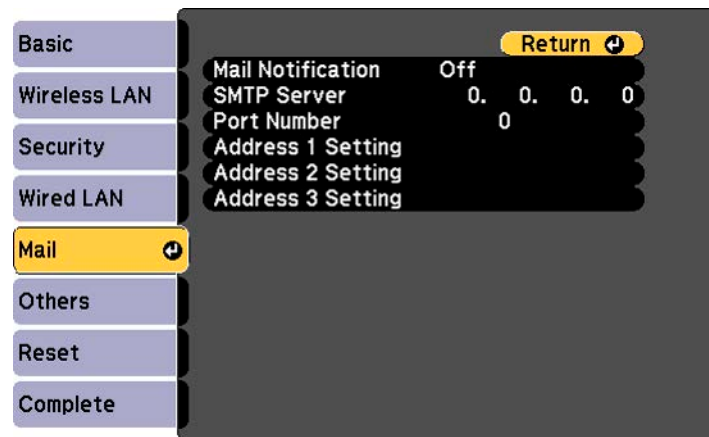 Basic
Wireless LAN
Security
Wired LAN
Mail
Others
Reset
Complete
Return
Mail Notification Off
SMTP Server 0. 0. 0. 0
Port Number 0
Address 1 Setting
Address 2 Setting
Address 3 Setting